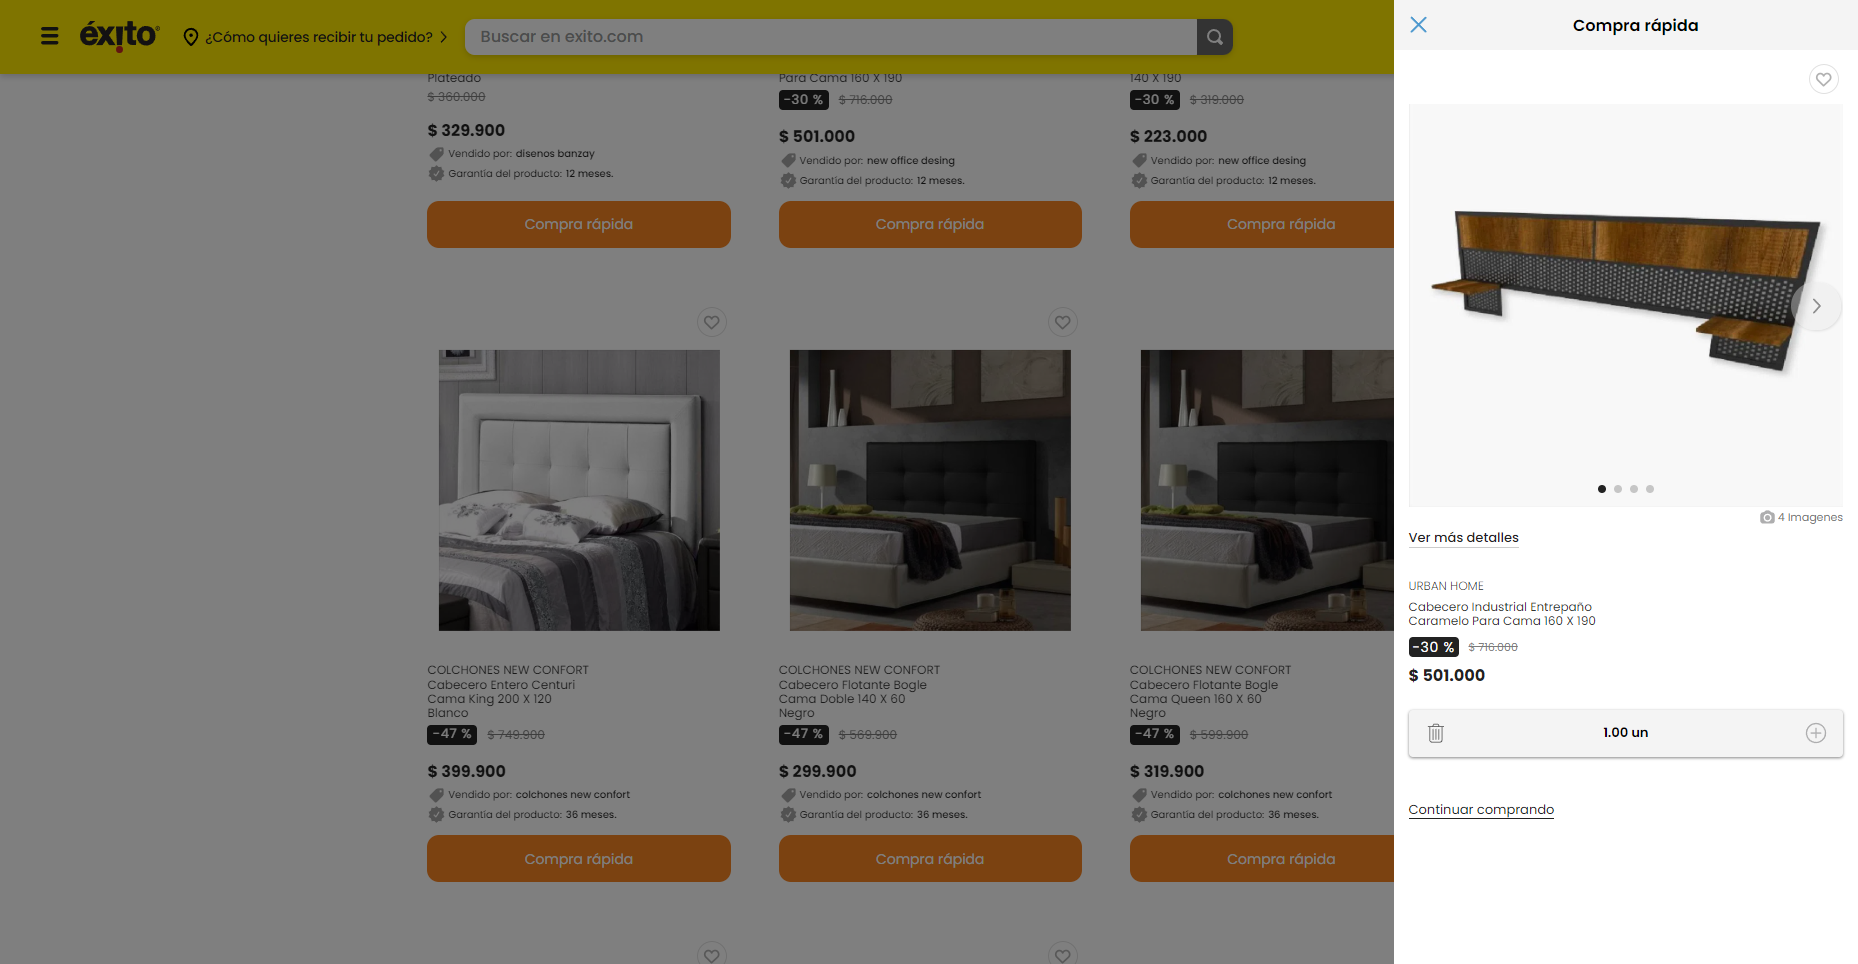 éxito
¿Cómo quieres recibir tu pedido?
Buscar en exito.com
Plateado
$ 360.000
$ 329.900
Vendido por: disenos banzay
Garantía del producto: 12 meses.
Compra rápida
Para Cama 160 X 190
-30 % $ 716.000
$ 501.000
Vendido por: new office desing
Garantía del producto: 12 meses.
Compra rápida
140 X 190
-30 % $ 319.000
$ 223.000
Vendido por: new office desing
Garantía del producto: 12 meses.
Compra rápida
COLCHONES NEW CONFORT
Cabecero Entero Centuri
Cama King 200 X 120
Blanco
-47 % $ 749.900
$ 399.900
Vendido por: colchones new confort
Garantía del producto: 36 meses.
Compra rápida
COLCHONES NEW CONFORT
Cabecero Flotante Bogle
Cama Doble 140 X 60
Negro
-47 % $ 569.900
$ 299.900
Vendido por: colchones new confort
Garantía del producto: 36 meses.
Compra rápida
COLCHONES NEW CONFORT
Cabecero Flotante Bogle
Cama Queen 160 X 60
Negro
-47 % $ 599.900
$ 319.900
Vendido por: colchones new confort
Garantía del producto: 36 meses.
Compra rápida
Compra rápida
4 Imagenes
Ver más detalles
URBAN HOME
Cabecero Industrial Entrepaño
Caramelo Para Cama 160 X 190
-30 % $ 716.000
$ 501.000
1.00 un
Continuar comprando